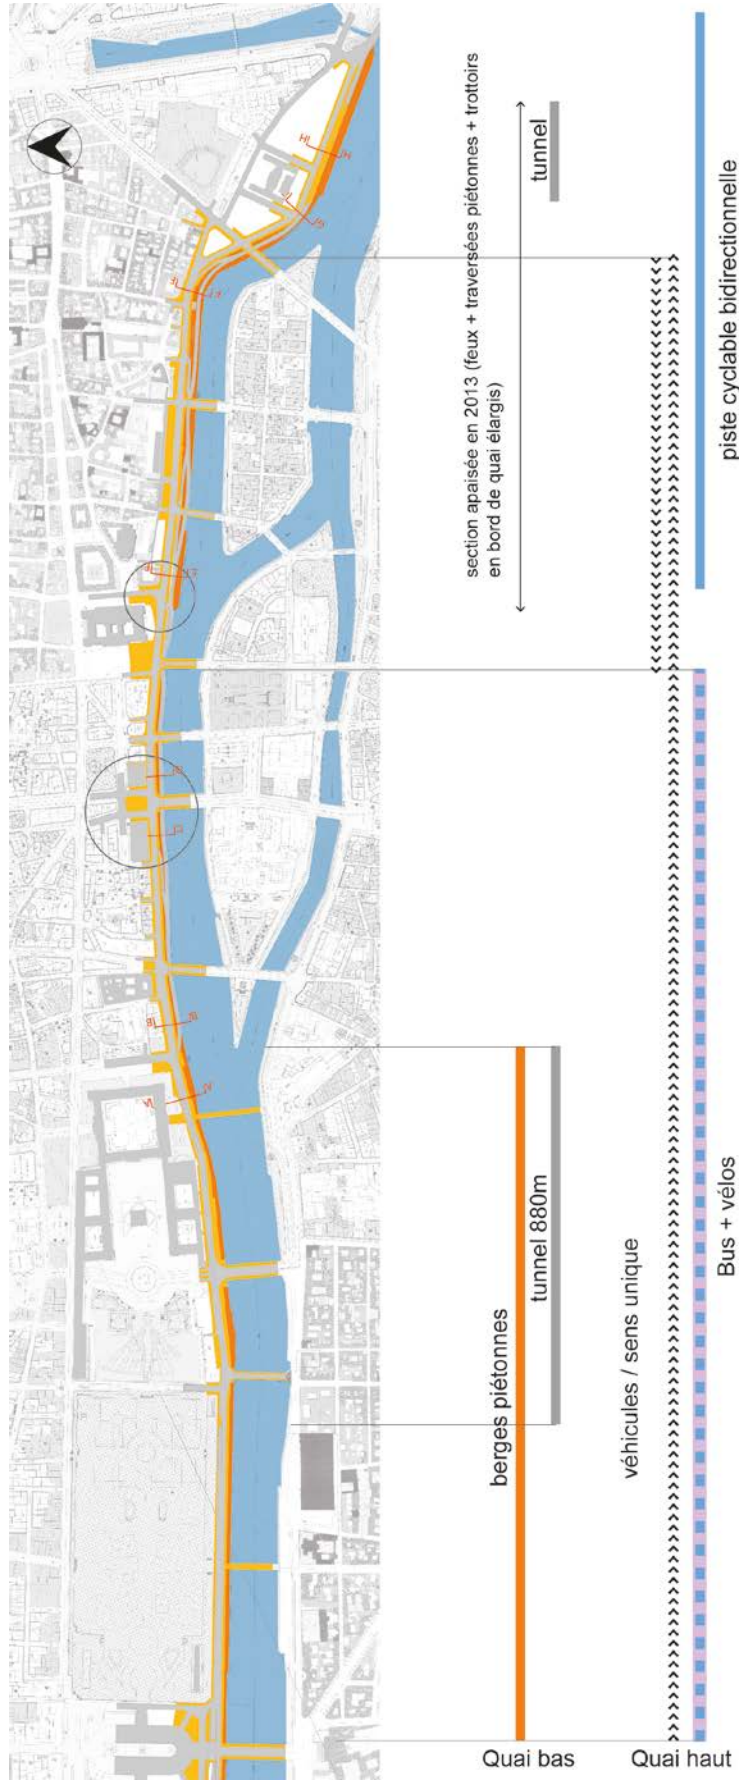 piste cyclable bidirectionnelle
tunnel
section apaisée en 2013 (feux + traversées piétonnes + trottoirs
en bord de quai élargis)
Bus + vélos
véhicules / sens unique
tunnel 880m
berges piétonnes
Quai bas
Quai haut